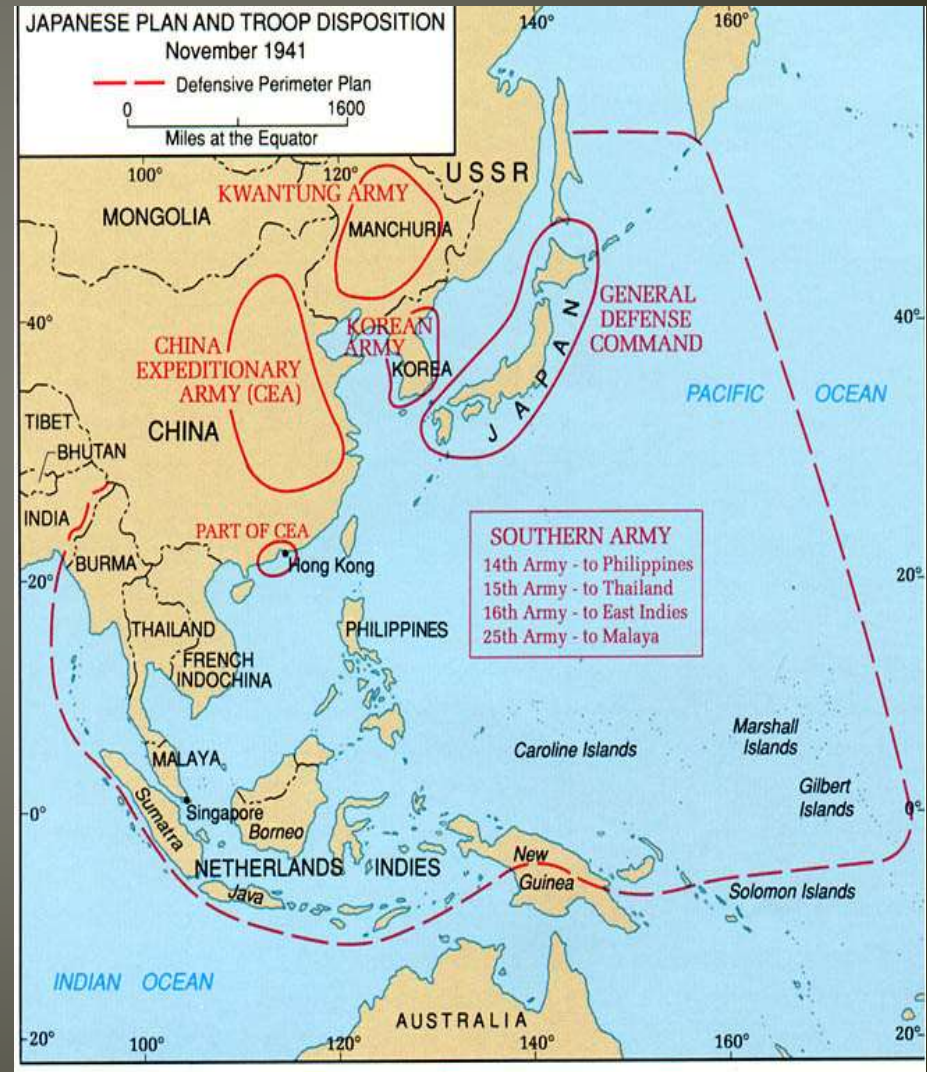 JAPANESE PLAN AND TROOP DISPOSITION
November 1941
Defensive Perimeter Plan
0 1600
Miles at the Equator
140° 160°
100° 120°
USSR
KWANTUNG ARMY
MONGOLIA
MANCHURIA
40°
KOREAN
ARMY
KOREA
GENERAL
DEFENSE
COMMAND
40°
JAPAN
CHINA
EXPEDITIONARY
ARMY (CEA)
PACIFIC OCEAN
TIBET
CHINA
BHUTAN
INDIA
PART OF CEA
Hong Kong
BURMA
20°
SOUTHERN ARMY
14th Army - to Philippines
15th Army - to Thailand
16th Army - to East Indies
25th Army - to Malaya
20°
THAILAND
PHILIPPINES
FRENCH
INDOCHINA
Caroline Islands
Marshall
Islands
MALAYA
Gilbert
Islands
0°
Singapore
Sumatra
Borneo
0°
NETHERLANDS INDIES
New
Guinea
Java
Solomon Islands
INDIAN OCEAN
AUSTRALIA
20°
100° 120° 140° 160°
20°